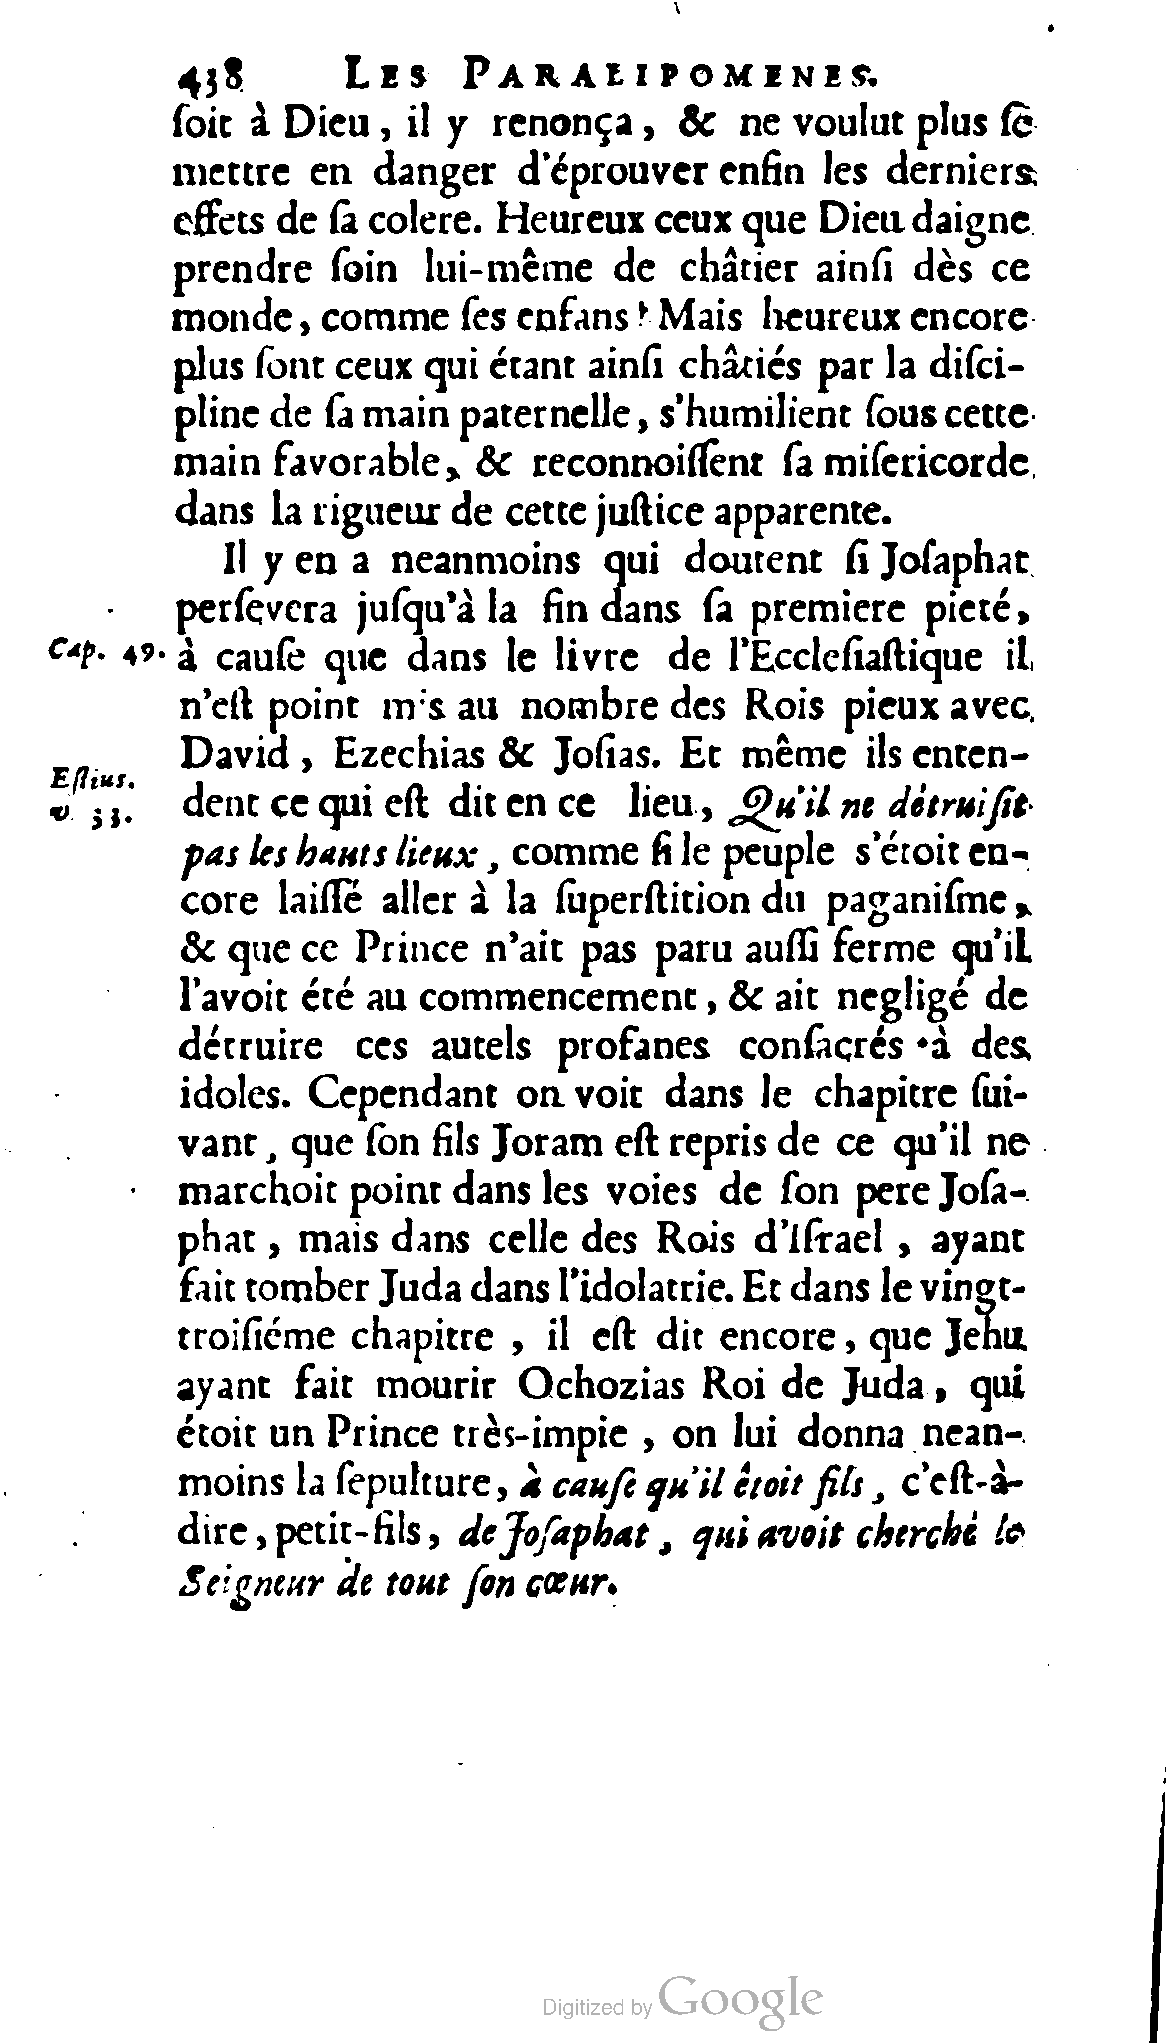 438 LES PARALIPOMENES.
ſoit à Dieu, il y renonça, & ne voulut plus ſe
mettre en danger d'éprouver enfin les derniers
effets de ſa colere. Heureux ceux que Dieu daigne
prendre ſoin lui-même de châtier ainſi dès ce
monde, comme ſes enfans! Mais heureux encore
plus ſont ceux qui étant ainſi châtiés par la diſci-
pline de ſa main paternelle, s'humilient ſous cette
main favorable, & reconnoiſſent ſa miſericorde
dans la rigueur de cette juſtice apparente.
Il y en a neanmoins qui doutent ſi Joſaphat
perſevera juſqu'à la fin dans ſa premiere pieté,
Cap. 49. à cauſe que dans le livre de l'Eccleſiaſtique il
n'eſt point mis au nombre des Rois pieux avec
David, Ezechias & Joſias. Et même ils enten-
Eſtius.
v. 33. dent ce qui eſt dit en ce lieu, Qu'il ne détruiſit
pas les hauts lieux, comme ſi le peuple s'étoit en-
core laiſſé aller à la ſuperſtition du paganiſme,
& que ce Prince n'ait pas paru auſſi ferme qu'il
l'avoit été au commencement, & ait negligé de
détruire ces autels profanes conſacrés à des
idoles. Cependant on voit dans le chapitre ſui-
vant, que ſon fils Joram eſt repris de ce qu'il ne
marchoit point dans les voies de ſon pere Joſa-
phat, mais dans celle des Rois d'Iſrael, ayant
fait tomber Juda dans l'idolatrie. Et dans le vingt-
troiſiéme chapitre, il eſt dit encore, que Jehu
ayant fait mourir Ochozias Roi de Juda, qui
étoit un Prince très-impie, on lui donna nean-
moins la ſepulture, à cauſe qu'il êtoit fils, c'eſt-à-
dire, petit-fils, de Joſaphat, qui avoit cherché le
Seigneur de tout ſon cœur.
Digitized by Google